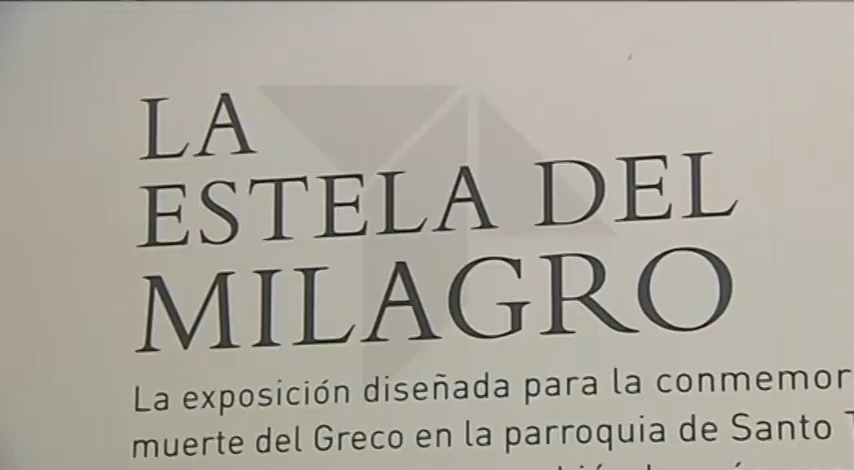 LA
ESTELA DEL
MILAGRO
La exposición diseñada para la conmemor
muerte del Greco en la parroquia de Santo